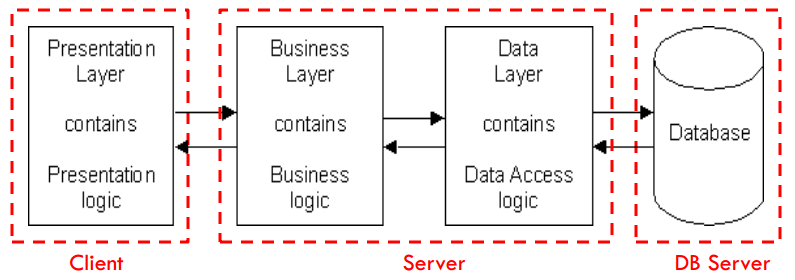 Presentation
Layer
contains
Presentation
logic
Business
Layer
contains
Business
logic
Data
Layer
contains
Data Access
logic
Database
Client
Server
DB Server